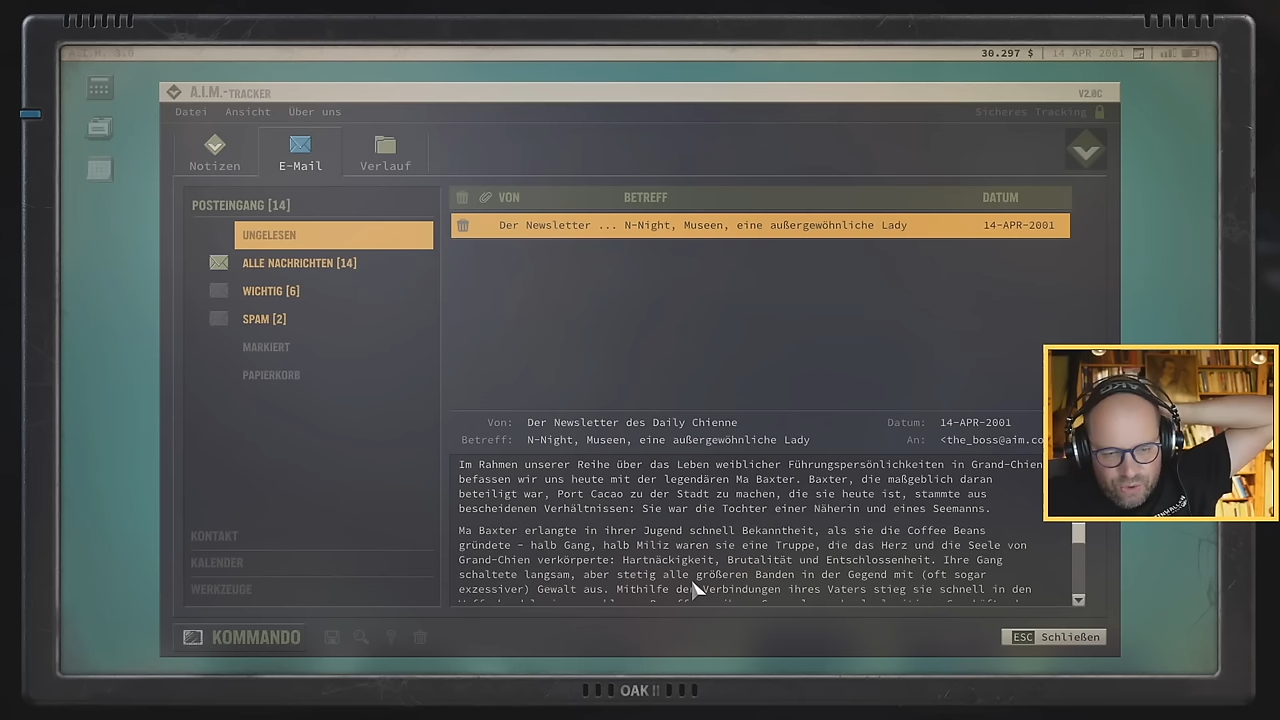 A.I.M. 3.0
30.297 $ | 14 APR 2001
A.I.M.-TRACKER
V2.0C
Datei Ansicht Über uns
Sicheres Tracking
Notizen
E-Mail
Verlauf
POSTEINGANG [14]
UNGELESEN
ALLE NACHRICHTEN [14]
WICHTIG [6]
SPAM [2]
MARKIERT
PAPIERKORB
KONTAKT
KALENDER
WERKZEUGE
VON BETREFF DATUM
Der Newsletter ... N-Night, Museen, eine außergewöhnliche Lady 14-APR-2001
Von: Der Newsletter des Daily Chienne Datum: 14-APR-2001
Betreff: N-Night, Museen, eine außergewöhnliche Lady An: <the_boss@aim.co
Im Rahmen unserer Reihe über das Leben weiblicher Führungspersönlichkeiten in Grand-Chien
befassen wir uns heute mit der legendären Ma Baxter. Baxter, die maßgeblich daran
beteiligt war, Port Cacao zu der Stadt zu machen, die sie heute ist, stammte aus
bescheidenen Verhältnissen: Sie war die Tochter einer Näherin und eines Seemanns.
Ma Baxter erlangte in ihrer Jugend schnell Bekanntheit, als sie die Coffee Beans
gründete – halb Gang, halb Miliz waren sie eine Truppe, die das Herz und die Seele von
Grand-Chien verkörperte: Hartnäckigkeit, Brutalität und Entschlossenheit. Ihre Gang
schaltete langsam, aber stetig alle größeren Banden in der Gegend mit (oft sogar
exzessiver) Gewalt aus. Mithilfe der Verbindungen ihres Vaters stieg sie schnell in den
KOMMANDO
ESC Schließen
OAK II
AKG